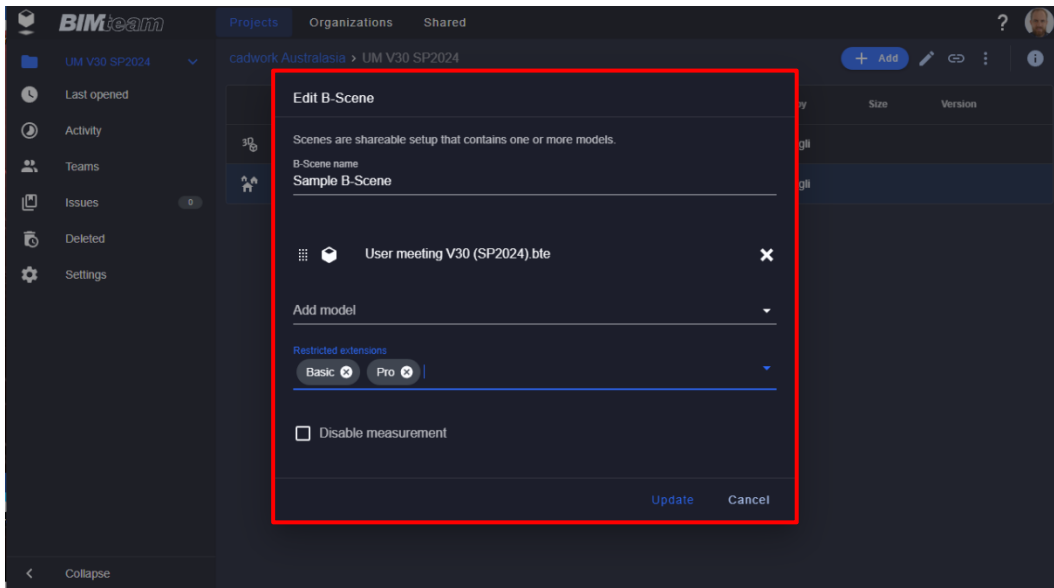 BIMteam
Projects Organizations Shared ?
UM V30 SP2024
cadwork Australasia > UM V30 SP2024
+ Add
Last opened
Activity
Teams
Issues 0
Deleted
Settings
Collapse
Size Version
Edit B-Scene
Scenes are shareable setup that contains one or more models.
B-Scene name
Sample B-Scene
User meeting V30 (SP2024).bte
Add model
Restricted extensions
Basic Pro
Disable measurement
Update Cancel